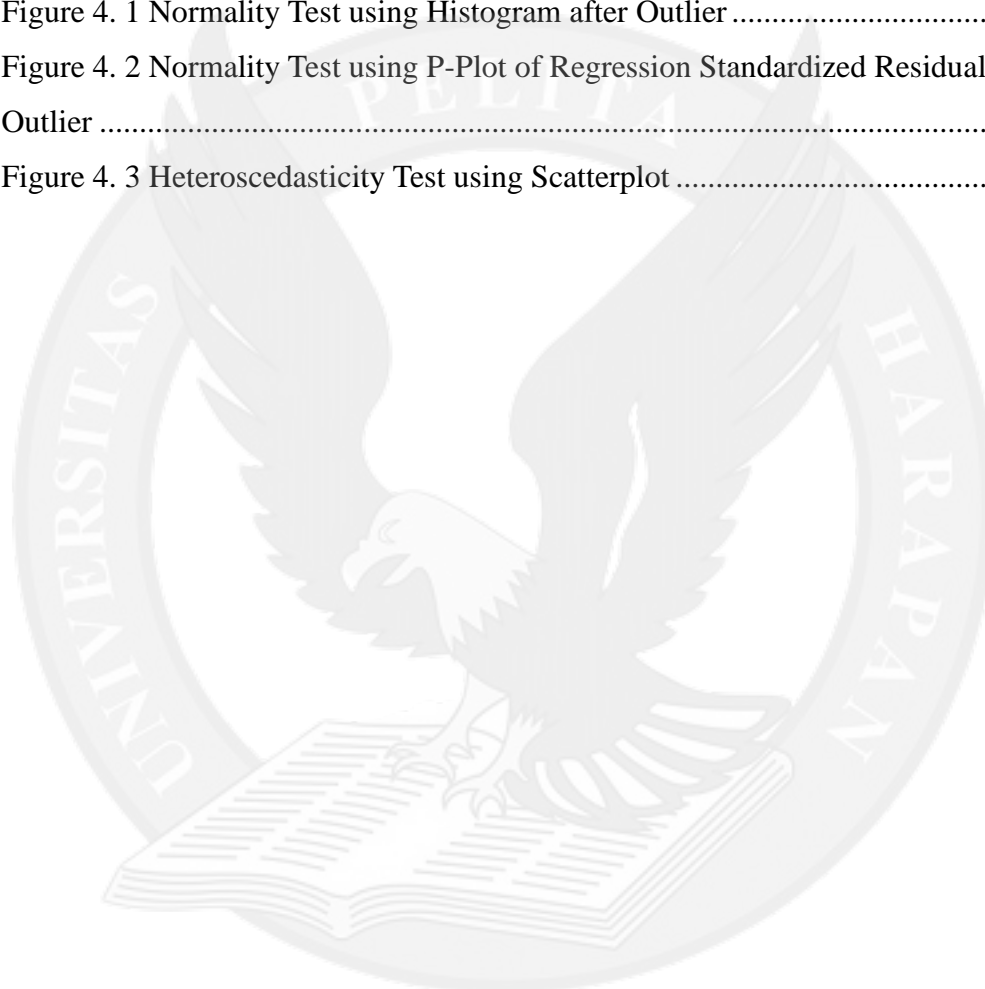 Figure 4. 1 Normality Test using Histogram after Outlier ................................
Figure 4. 2 Normality Test using P-Plot of Regression Standardized Residual
Outlier ................................................................................................
Figure 4. 3 Heteroscedasticity Test using Scatterplot ......................................
UNIVERSITAS PELITA HARAPAN